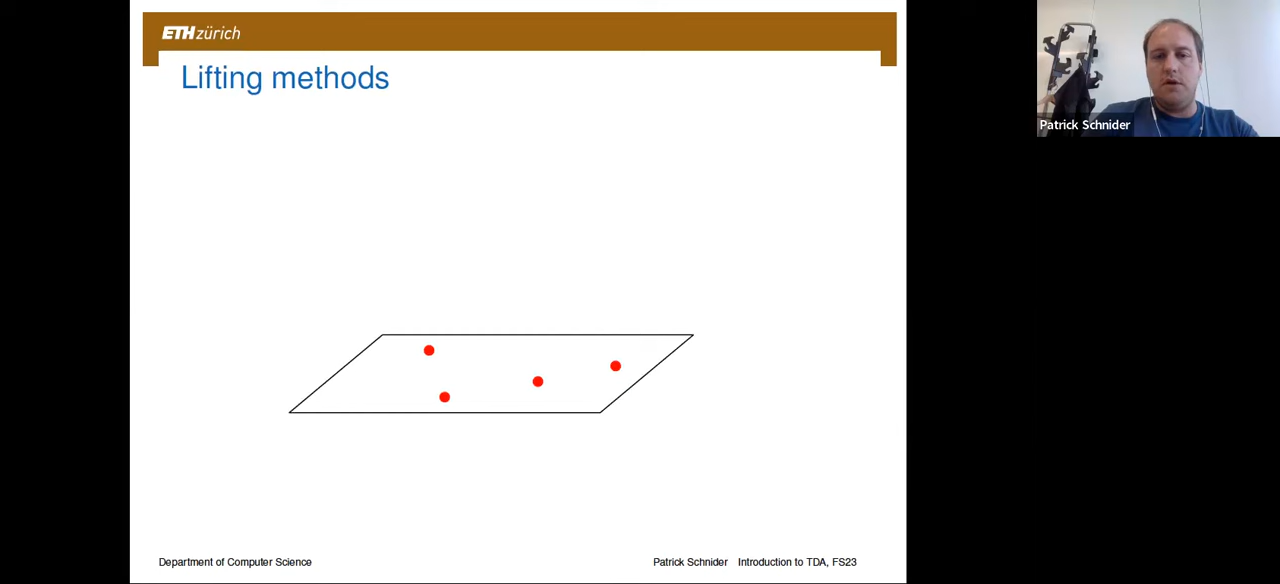 ETH zürich
Lifting methods
Patrick Schnider
Department of Computer Science
Patrick Schnider Introduction to TDA, FS23